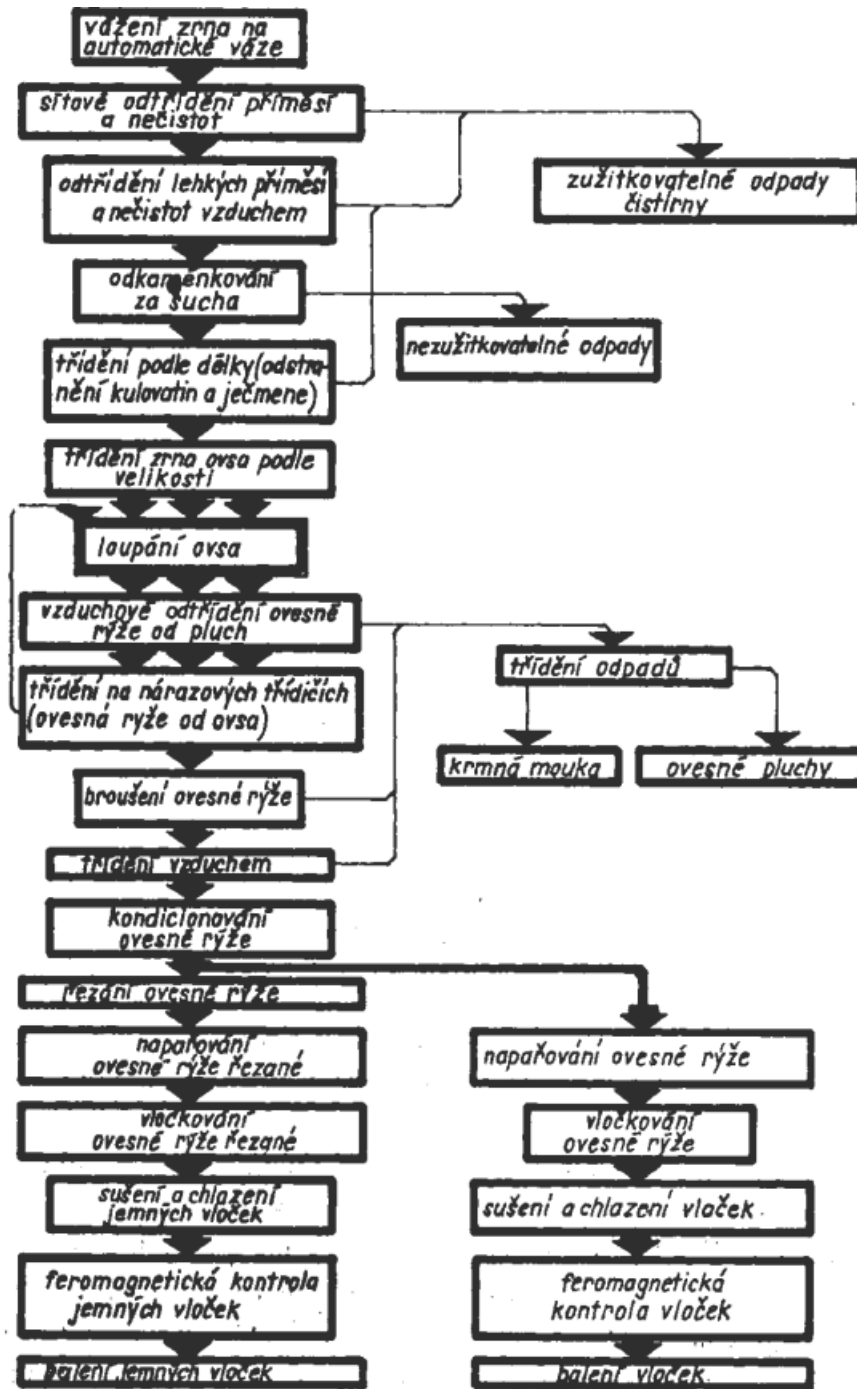 vážení zrna na
automatické váze
sítové odtřídění příměsí
a nečistot
odtřídění lehkých příměsí
a nečistot vzduchem
zužitkovatelné odpady
čistírny
odkaménkování
za sucha
nezužitkovatelné odpady
třídění podle délky (odstra-
nění kulovatin a ječmene)
třídění zrna ovsa podle
velikosti
loupání ovsa
vzduchové odtřídění ovesné
rýže od pluch
třídění odpadů
třídění na nárazových třídičích
(ovesná ryže od ovsa)
krmná mouka
ovesné pluchy
broušení ovesné rýže
třídění vzduchem
kondicionování
ovesné rýže
řezání ovesné rýže
napařování
ovesné rýže řezané
napařování ovesné rýže
vločkování
ovesné rýže řezané
vločkování
ovesné rýže
sušení a chlazení
jemných vloček
sušení a chlazení vloček
feromagnetická kontrola
jemných vloček
feromagnetická
kontrola vloček
balení jemných vloček
balení vloček